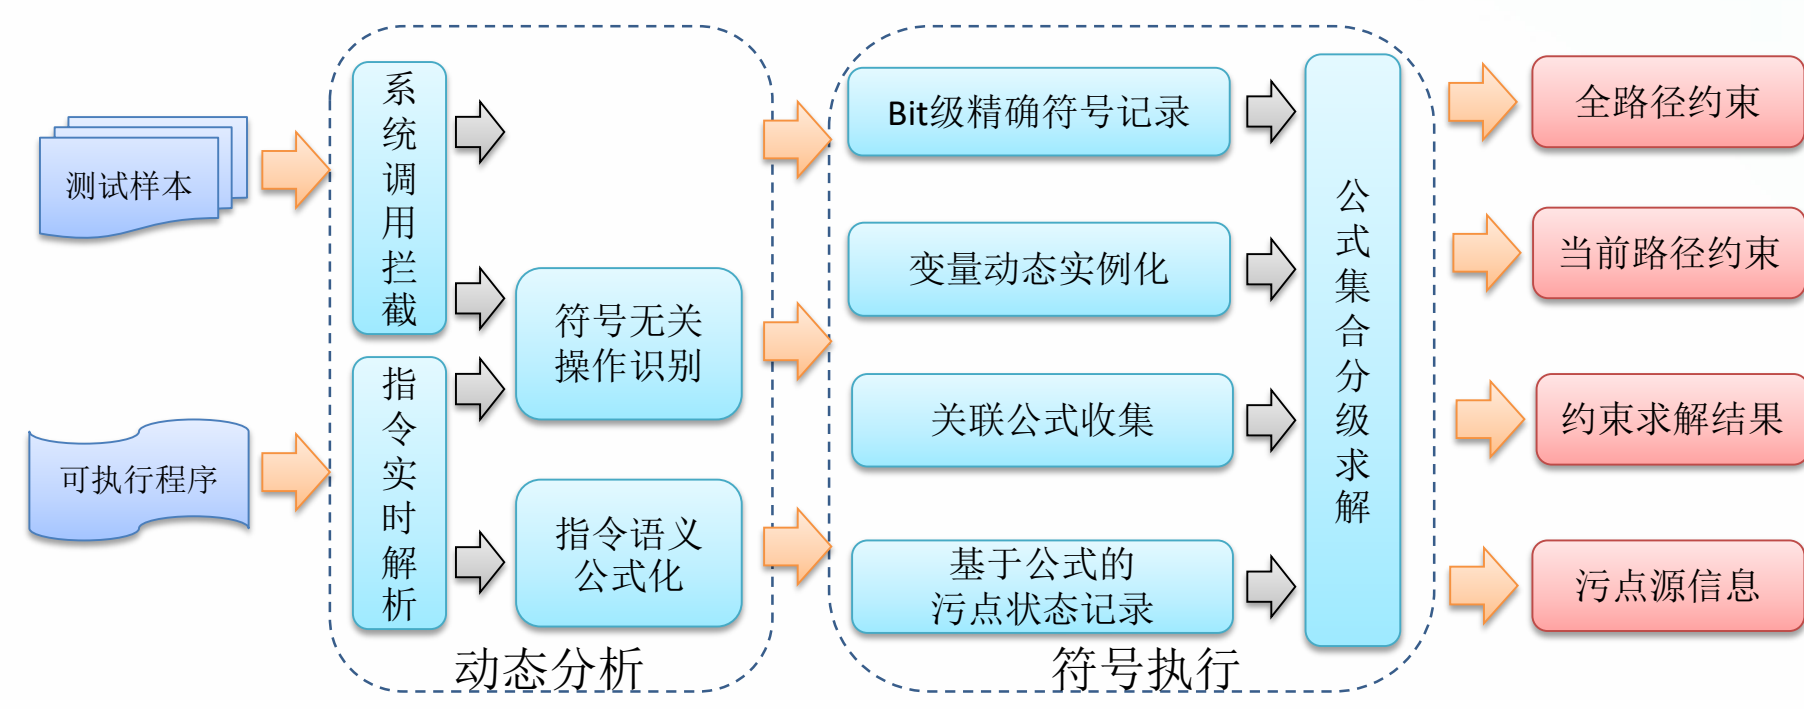 测试样本
可执行程序
系统调用拦截
指令实时解析
符号无关
操作识别
指令语义
公式化
动态分析
Bit级精确符号记录
变量动态实例化
关联公式收集
基于公式的
污点状态记录
公式集合分级求解
符号执行
全路径约束
当前路径约束
约束求解结果
污点源信息